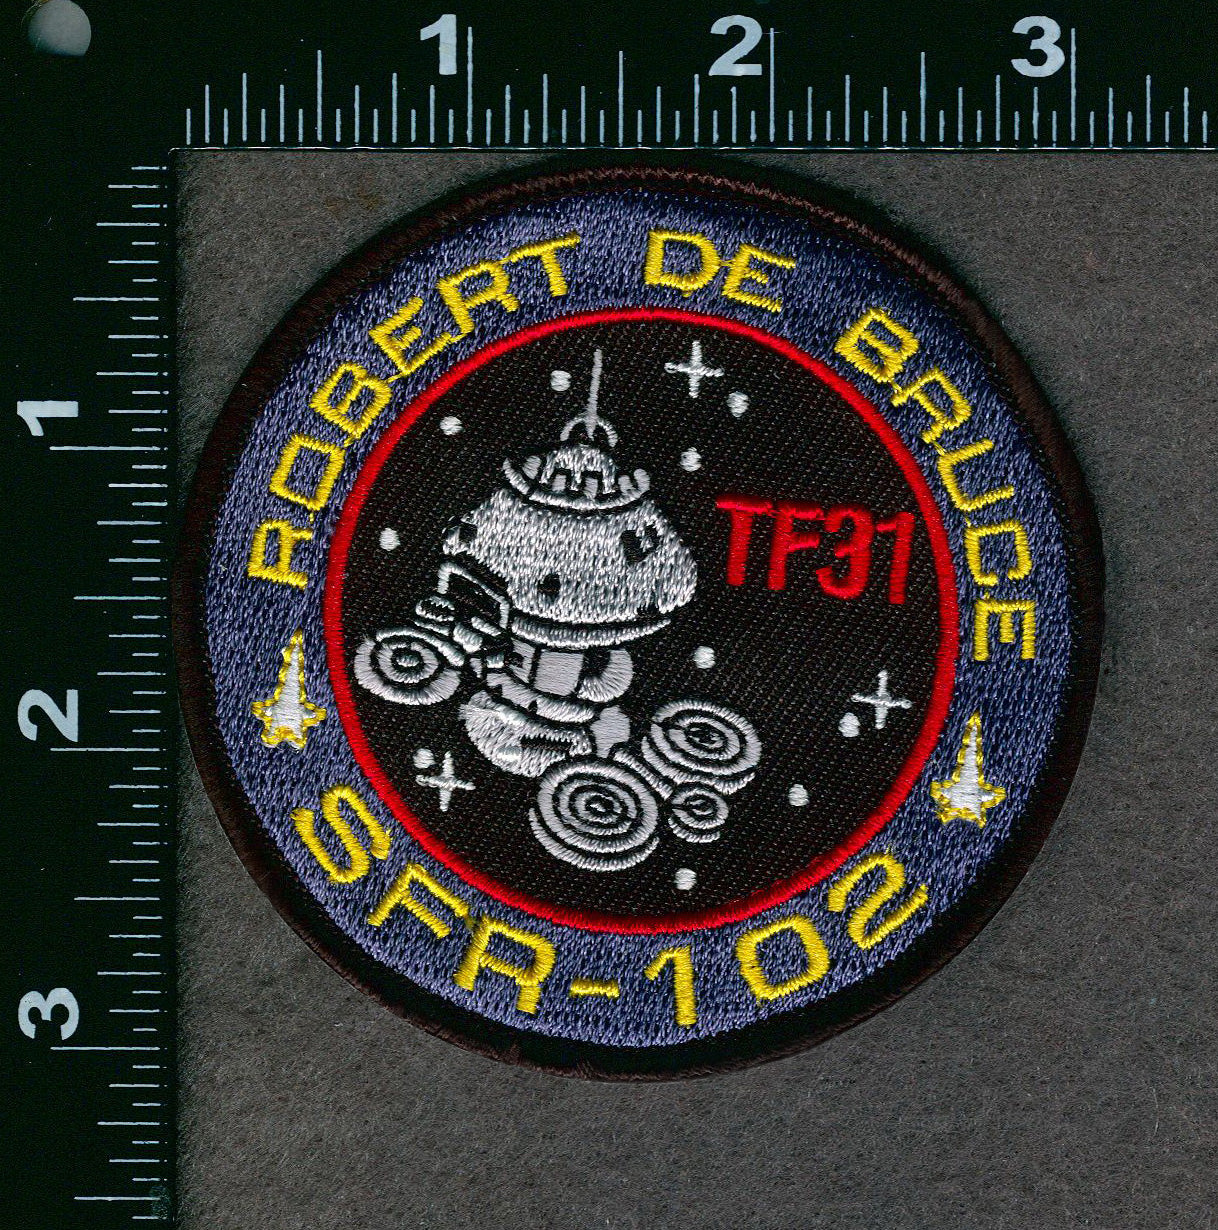 1 2 3
ROBERT DE BRUCE
TF31
SFR-102
1
2
3